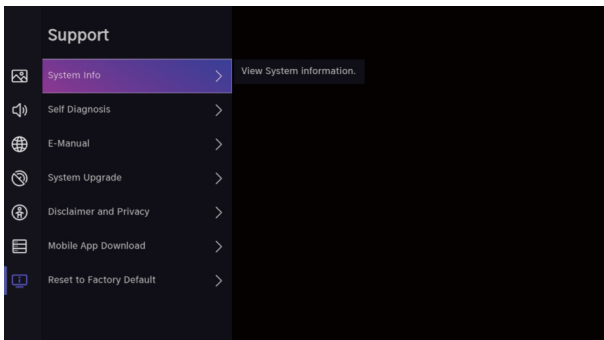 Support
System Info
View System information.
Self Diagnosis
E-Manual
System Upgrade
Disclaimer and Privacy
Mobile App Download
Reset to Factory Default